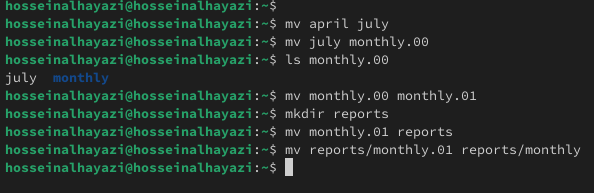 hosseinalhayazi@hosseinalhayazi:~$
hosseinalhayazi@hosseinalhayazi:~$ mv april july
hosseinalhayazi@hosseinalhayazi:~$ mv july monthly.00
hosseinalhayazi@hosseinalhayazi:~$ ls monthly.00
july  monthly
hosseinalhayazi@hosseinalhayazi:~$ mv monthly.00 monthly.01
hosseinalhayazi@hosseinalhayazi:~$ mkdir reports
hosseinalhayazi@hosseinalhayazi:~$ mv monthly.01 reports
hosseinalhayazi@hosseinalhayazi:~$ mv reports/monthly.01 reports/monthly
hosseinalhayazi@hosseinalhayazi:~$